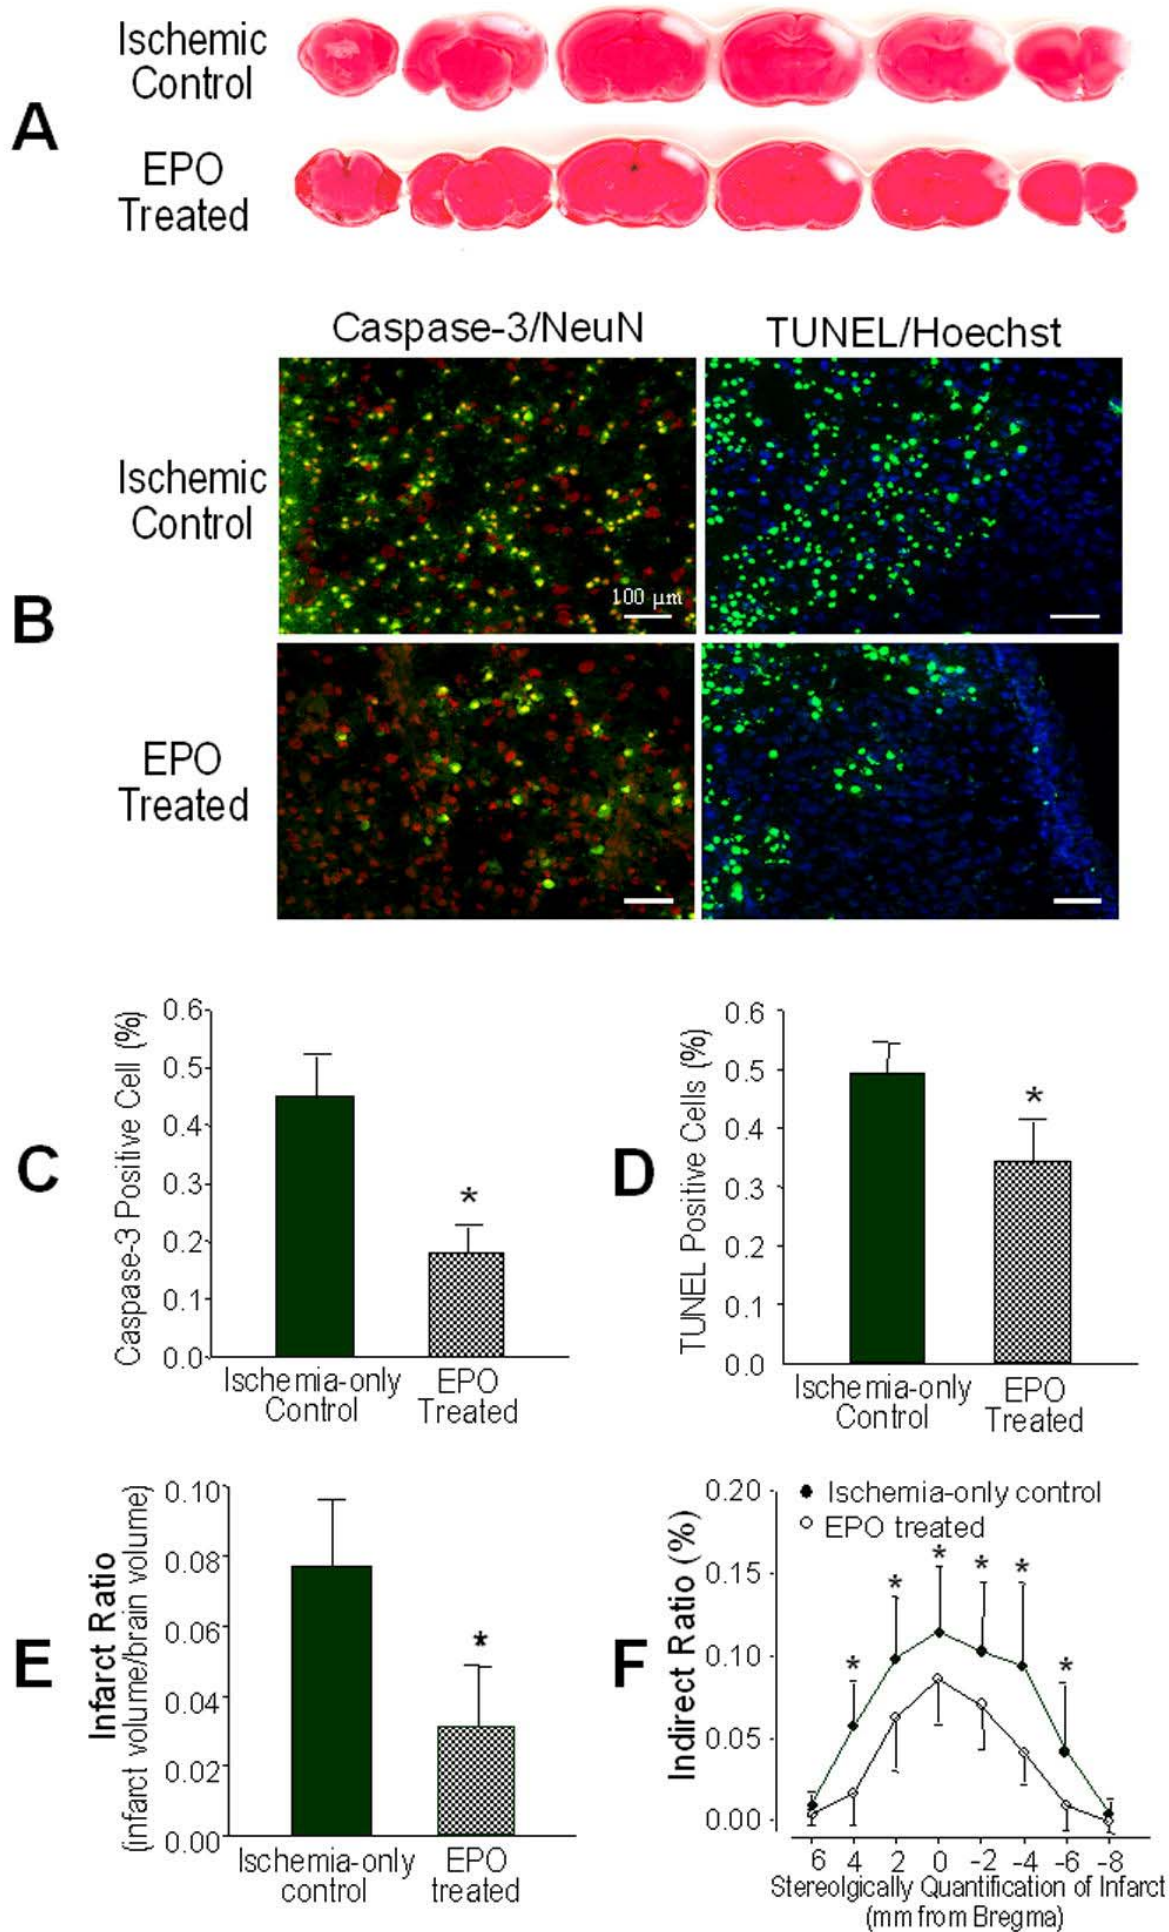 A
Ischemic
Control
EPO
Treated
B
Caspase-3/NeuN
TUNEL/Hoechst
Ischemic
Control
100 µm
EPO
Treated
C
Caspase-3 Positive Cell (%)
0.6
0.5
0.4
0.3
0.2
0.1
0.0
*
Ischemia-only
Control
EPO
Treated
D
TUNEL Positive Cells (%)
0.6
0.5
0.4
0.3
0.2
0.1
0.0
*
Ischemia-only
Control
EPO
Treated
E
Infarct Ratio
(infarct volume/brain volume)
0.10
0.08
0.06
0.04
0.02
0.00
*
Ischemia-only
control
EPO
treated
F
Indirect Ratio (%)
0.20
0.15
0.10
0.05
0.00
Ischemia-only control
EPO treated
* * * * * *
6 4 2 0 -2 -4 -6 -8
Stereolgically Quantification of Infarct
(mm from Bregma)